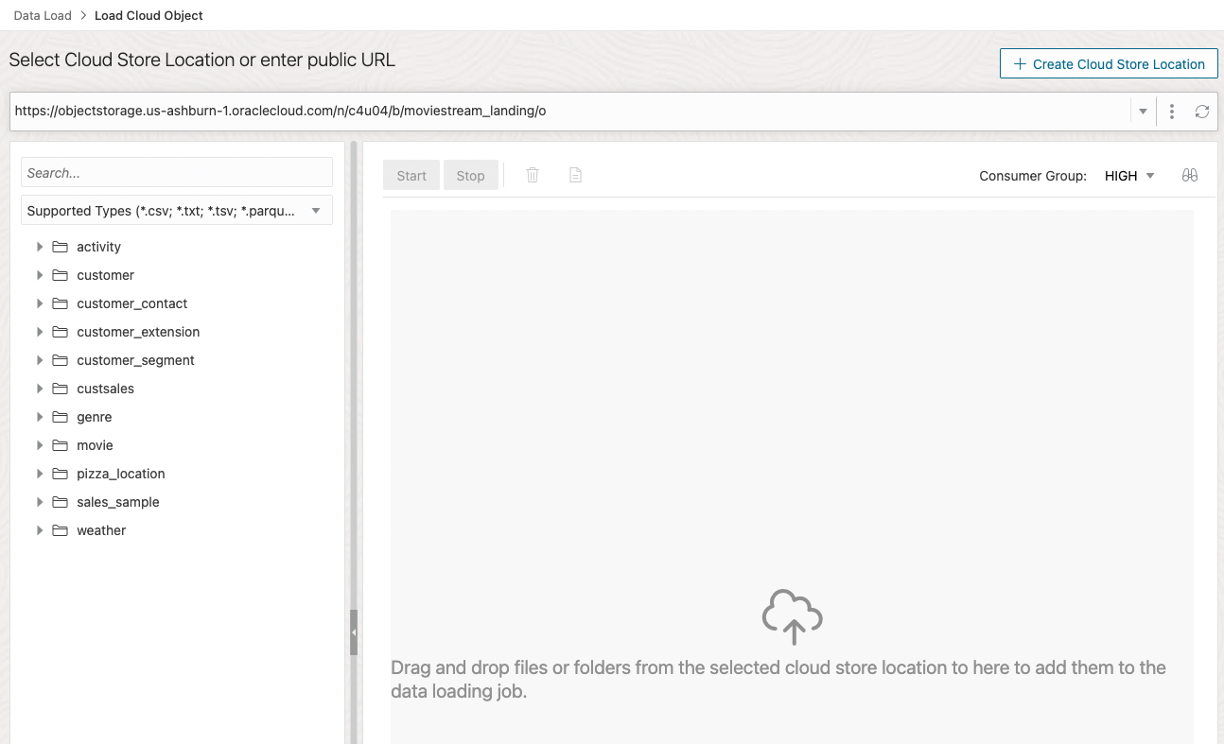 Data Load > Load Cloud Object
Select Cloud Store Location or enter public URL
+ Create Cloud Store Location
https://objectstorage.us-ashburn-1.oraclecloud.com/n/c4u04/b/moviestream_landing/o
Search...
Supported Types (*.csv; *.txt; *.tsv; *.parqu...
activity
customer
customer_contact
customer_extension
customer_segment
custsales
genre
movie
pizza_location
sales_sample
weather
Start Stop Consumer Group: HIGH
Drag and drop files or folders from the selected cloud store location to here to add them to the
data loading job.